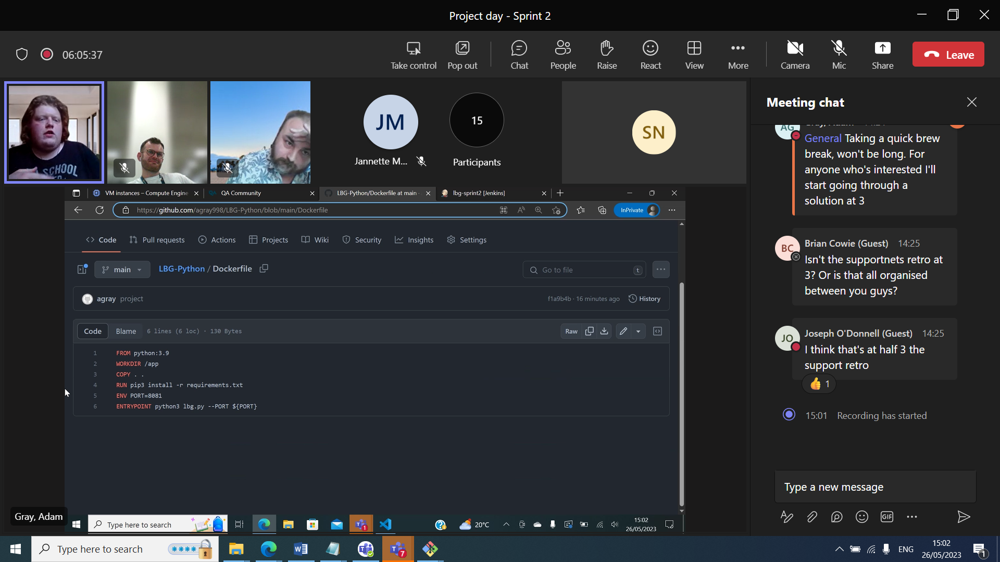 Project day - Sprint 2
06:05:37
Take control
Pop out
Chat
People
Raise
React
View
More
Camera
Mic
Share
Leave
SCHOOL
JM
Jannette M...
15
Participants
SN
Meeting chat
AG
General Taking a quick brew
break, won't be long. For
anyone who's interested I'll
start going through a
solution at 3
BC
Brian Cowie (Guest) 14:25
Isn't the supportnets retro at
3? Or is that all organised
between you guys?
JO
Joseph O'Donnell (Guest) 14:25
I think that's at half 3 the
support retro
👍 1
15:01 Recording has started
Type a new message
GIF
VM instances – Compute Engine
QA Community
LBG-Python/Dockerfile at main
lbg-sprint2 [Jenkins]
https://github.com/agray998/LBG-Python/blob/main/Dockerfile
InPrivate
Code
Pull requests
Actions
Projects
Wiki
Security
Insights
Settings
main
LBG-Python / Dockerfile
Go to file
t
agray project
f1a9b4b · 16 minutes ago
History
Code
Blame
6 lines (6 loc) · 130 Bytes
Raw
1 FROM python:3.9
2 WORKDIR /app
3 COPY . .
4 RUN pip3 install -r requirements.txt
5 ENV PORT=8081
6 ENTRYPOINT python3 lbg.py --PORT ${PORT}
Gray, Adam
Type here to search
1
20°C
15:02
26/05/2023
Type here to search
****
7
ENG
15:02
26/05/2023
1